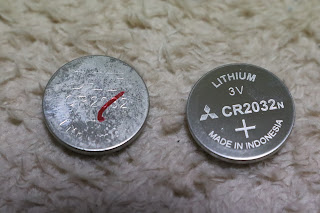 LITHIUM
3V
CR2032N
+
MADE IN INDONESIA